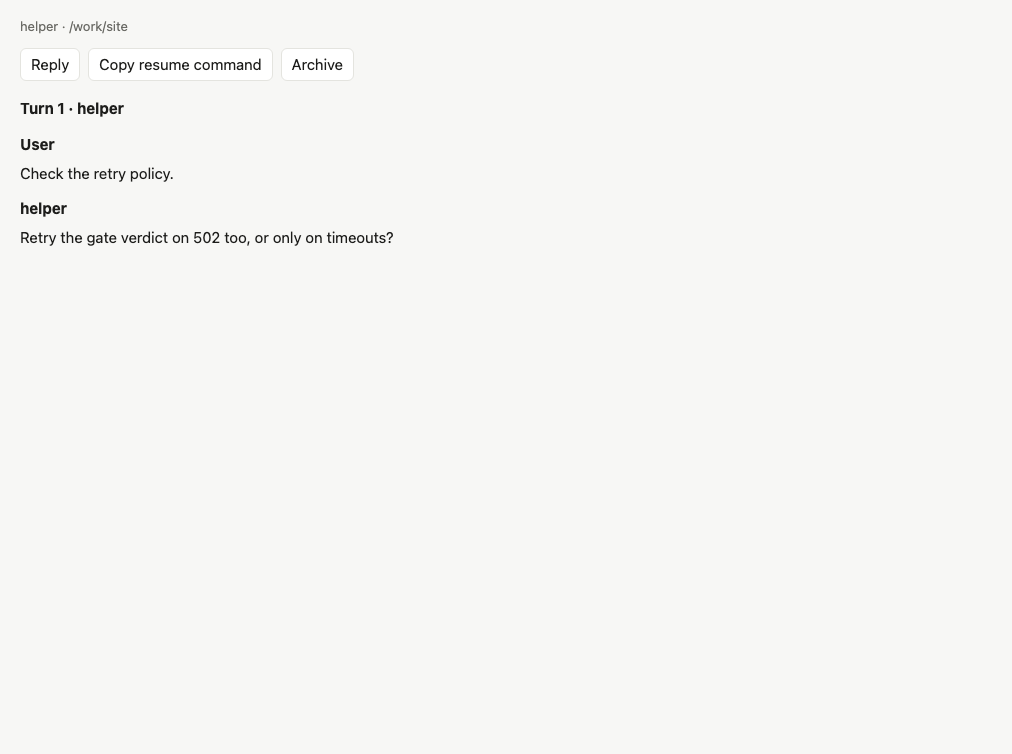 helper · /work/site
Reply
Copy resume command
Archive
Turn 1 · helper
User
Check the retry policy.
helper
Retry the gate verdict on 502 too, or only on timeouts?